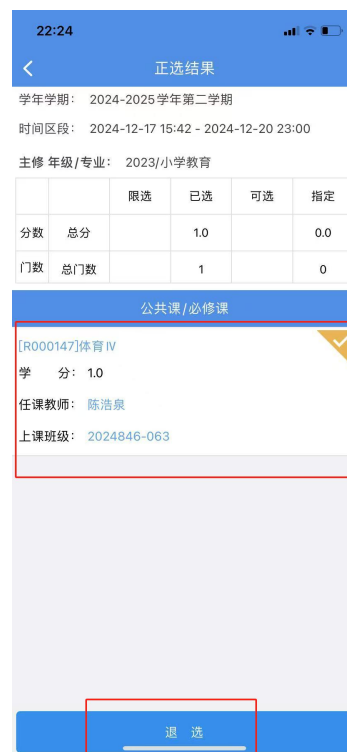 22:24
正选结果
学年学期： 2024-2025学年第二学期
时间区段： 2024-12-17 15:42 - 2024-12-20 23:00
主修 年级/专业： 2023/小学教育
限选 已选 可选 指定
分数 总分 1.0 0.0
门数 总门数 1 0
公共课/必修课
[R000147]体育Ⅳ
学 分： 1.0
任课教师： 陈浩泉
上课班级： 2024846-063
退 选